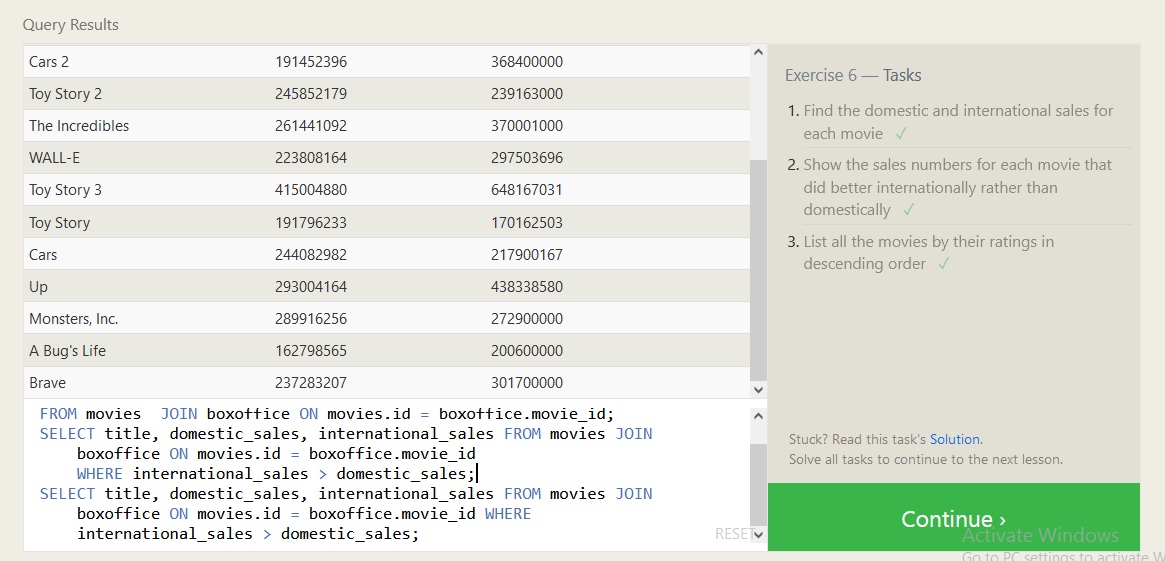 Query Results
Cars 2 191452396 368400000
Toy Story 2 245852179 239163000
The Incredibles 261441092 370001000
WALL-E 223808164 297503696
Toy Story 3 415004880 648167031
Toy Story 191796233 170162503
Cars 244082982 217900167
Up 293004164 438338580
Monsters, Inc. 289916256 272900000
A Bug's Life 162798565 200600000
Brave 237283207 301700000
FROM movies  JOIN boxoffice ON movies.id = boxoffice.movie_id;
SELECT title, domestic_sales, international_sales FROM movies JOIN
boxoffice ON movies.id = boxoffice.movie_id
WHERE international_sales > domestic_sales;
SELECT title, domestic_sales, international_sales FROM movies JOIN
boxoffice ON movies.id = boxoffice.movie_id WHERE
international_sales > domestic_sales;
RESET
Exercise 6 — Tasks
1. Find the domestic and international sales for
each movie ✓
2. Show the sales numbers for each movie that
did better internationally rather than
domestically ✓
3. List all the movies by their ratings in
descending order ✓
Stuck? Read this task's Solution.
Solve all tasks to continue to the next lesson.
Continue ›
Activate Windows
Go to PC settings to activate W